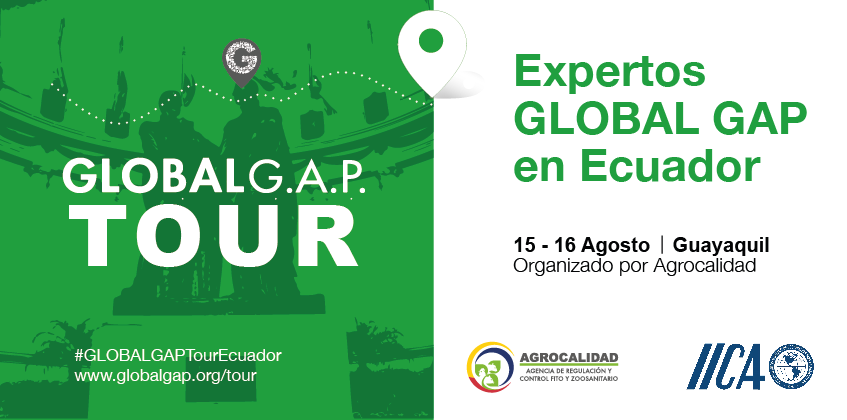 G
GLOBALG.A.P.
TOUR
#GLOBALGAPTourEcuador
www.globalgap.org/tour
Expertos
GLOBAL GAP
en Ecuador
15 - 16 Agosto | Guayaquil
Organizado por Agrocalidad
AGROCALIDAD
AGENCIA DE REGULACIÓN Y
CONTROL FITO Y ZOOSANITARIO
IICA